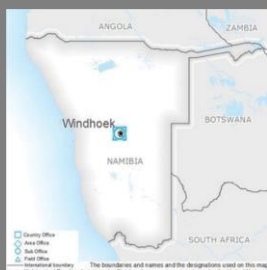 ANGOLA
ZAMBIA
Windhoek
BOTSWANA
NAMIBIA
SOUTH AFRICA
Country Office
Area Office
Sub Office
Field Office
International boundary
The boundaries and names and the designations used on this map